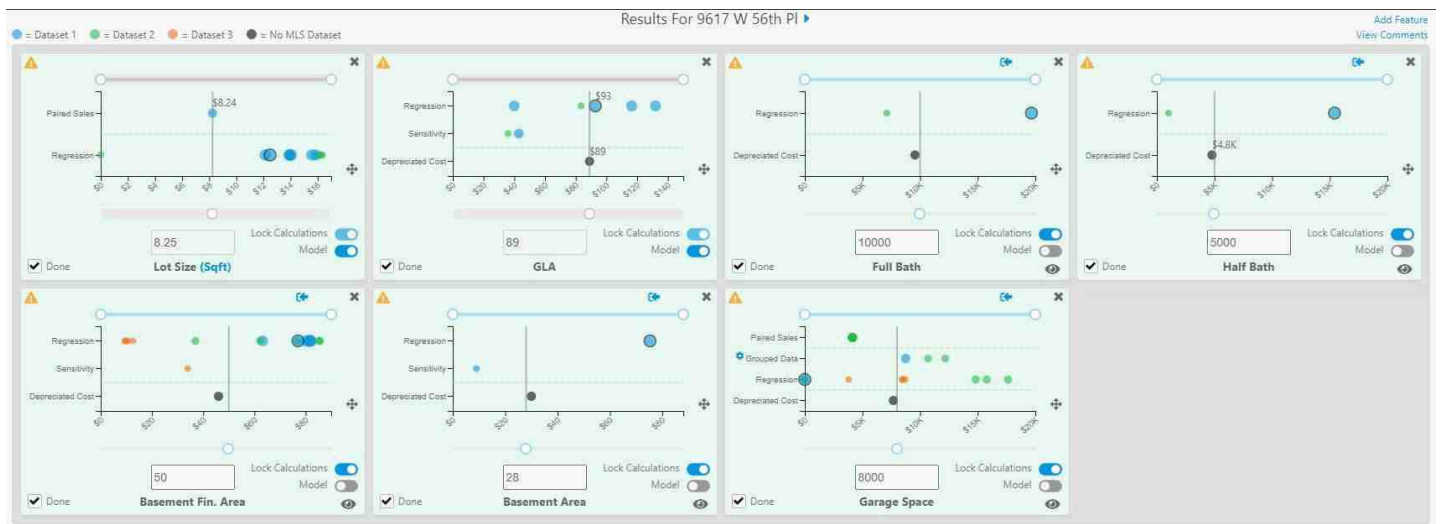 Results For 9617 W 56th Pl
Add Feature
= Dataset 1 = Dataset 2 = Dataset 3 = No MLS Dataset
View Comments
$8.24
Paired Sales
Regression
$0 $2 $4 $6 $8 $10 $12 $14 $16
8.25
Lock Calculations
Model
Done
Lot Size (Sqft)
$93
Regression
Sensitivity
$89
Depreciated Cost
$0 $20 $40 $60 $80 $100 $120 $140
89
Lock Calculations
Model
Done
GLA
Regression
Depreciated Cost
$0 $5K $10K $15K $20K
10000
Lock Calculations
Model
Done
Full Bath
Regression
$4.8K
Depreciated Cost
$0 $5K $10K $15K $20K
5000
Lock Calculations
Model
Done
Half Bath
Regression
Sensitivity
Depreciated Cost
$0 $20 $40 $60 $80
50
Lock Calculations
Model
Done
Basement Fin. Area
Regression
Sensitivity
Depreciated Cost
$0 $20 $40 $60 $80
28
Lock Calculations
Model
Done
Basement Area
Paired Sales
Grouped Data
Regression
Depreciated Cost
$0 $5K $10K $15K $20K
8000
Lock Calculations
Model
Done
Garage Space